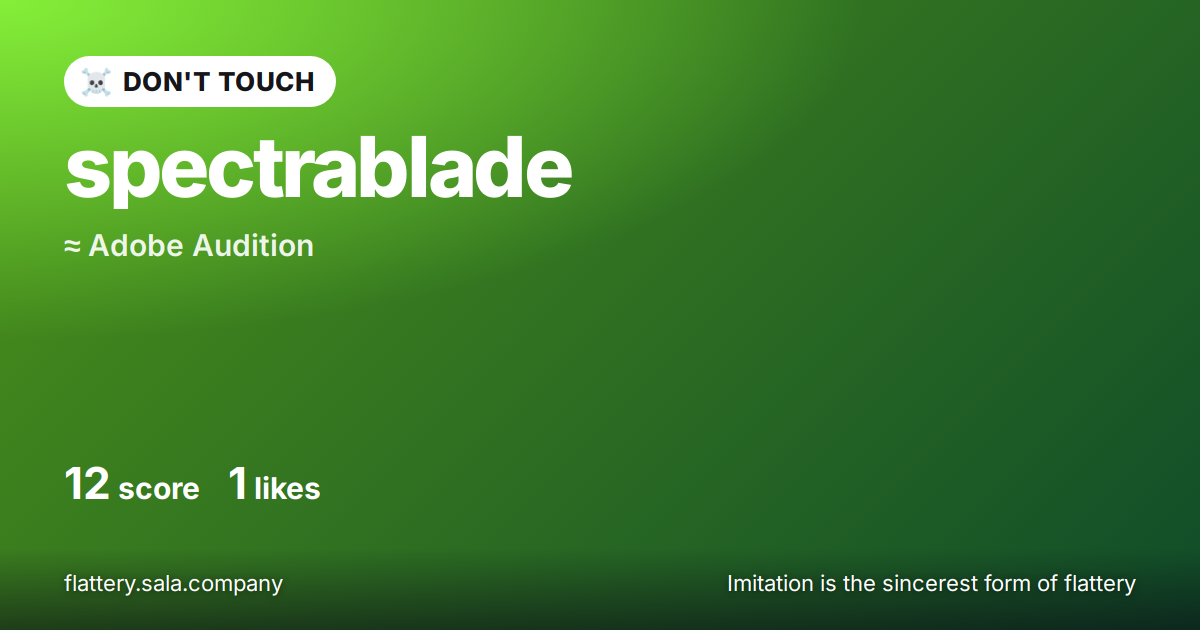 ☠️ DON'T TOUCH
spectrablade
≈ Adobe Audition
12 score 1 likes
flattery.sala.company
Imitation is the sincerest form of flattery